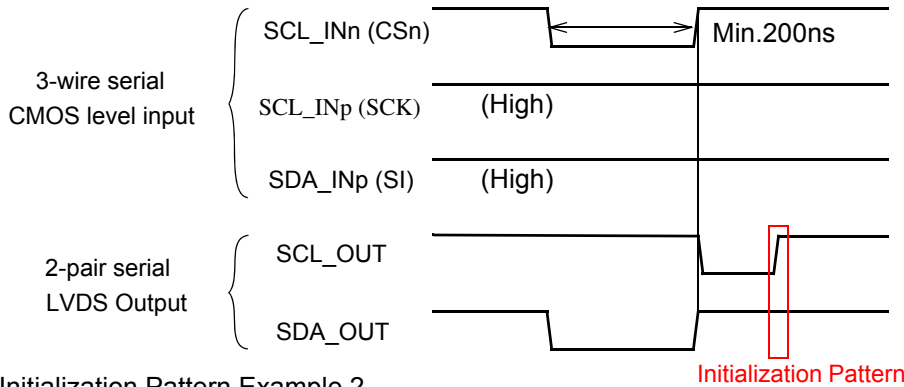 SCL_INn (CSn)
Min.200ns
3-wire serial
CMOS level input
SCL_INp (SCK)
(High)
SDA_INp (SI)
(High)
2-pair serial
LVDS Output
SCL_OUT
SDA_OUT
Initialization Pattern
Initialization Pattern Example 2